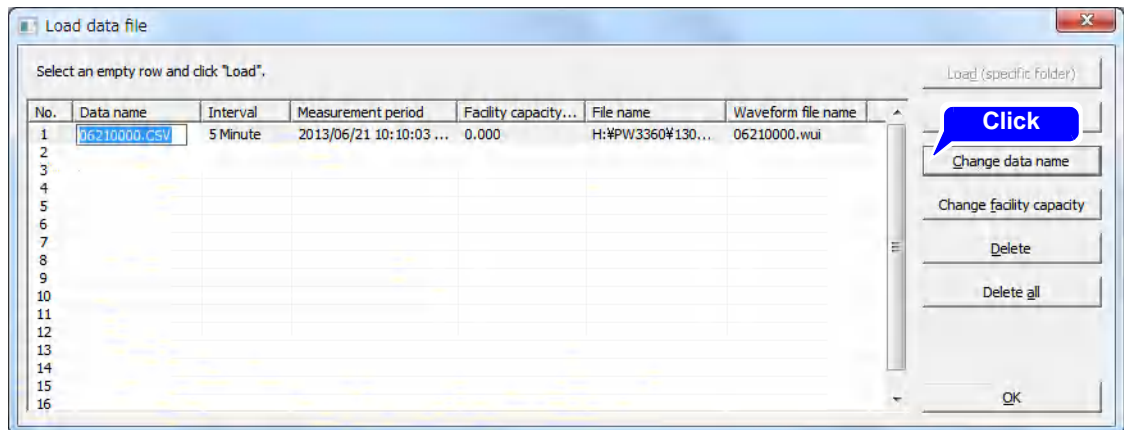 Load data file
Select an empty row and click "Load".
Load (specific folder)
No. Data name Interval Measurement period Facility capacity... File name Waveform file name
Click
1 06210000.CSV 5 Minute 2013/06/21 10:10:03 ... 0.000 H:¥PW3360¥130... 06210000.wui
2
Change data name
3
4
5
Change facility capacity
6
7
8
Delete
9
10
Delete all
11
12
13
14
15
16
OK